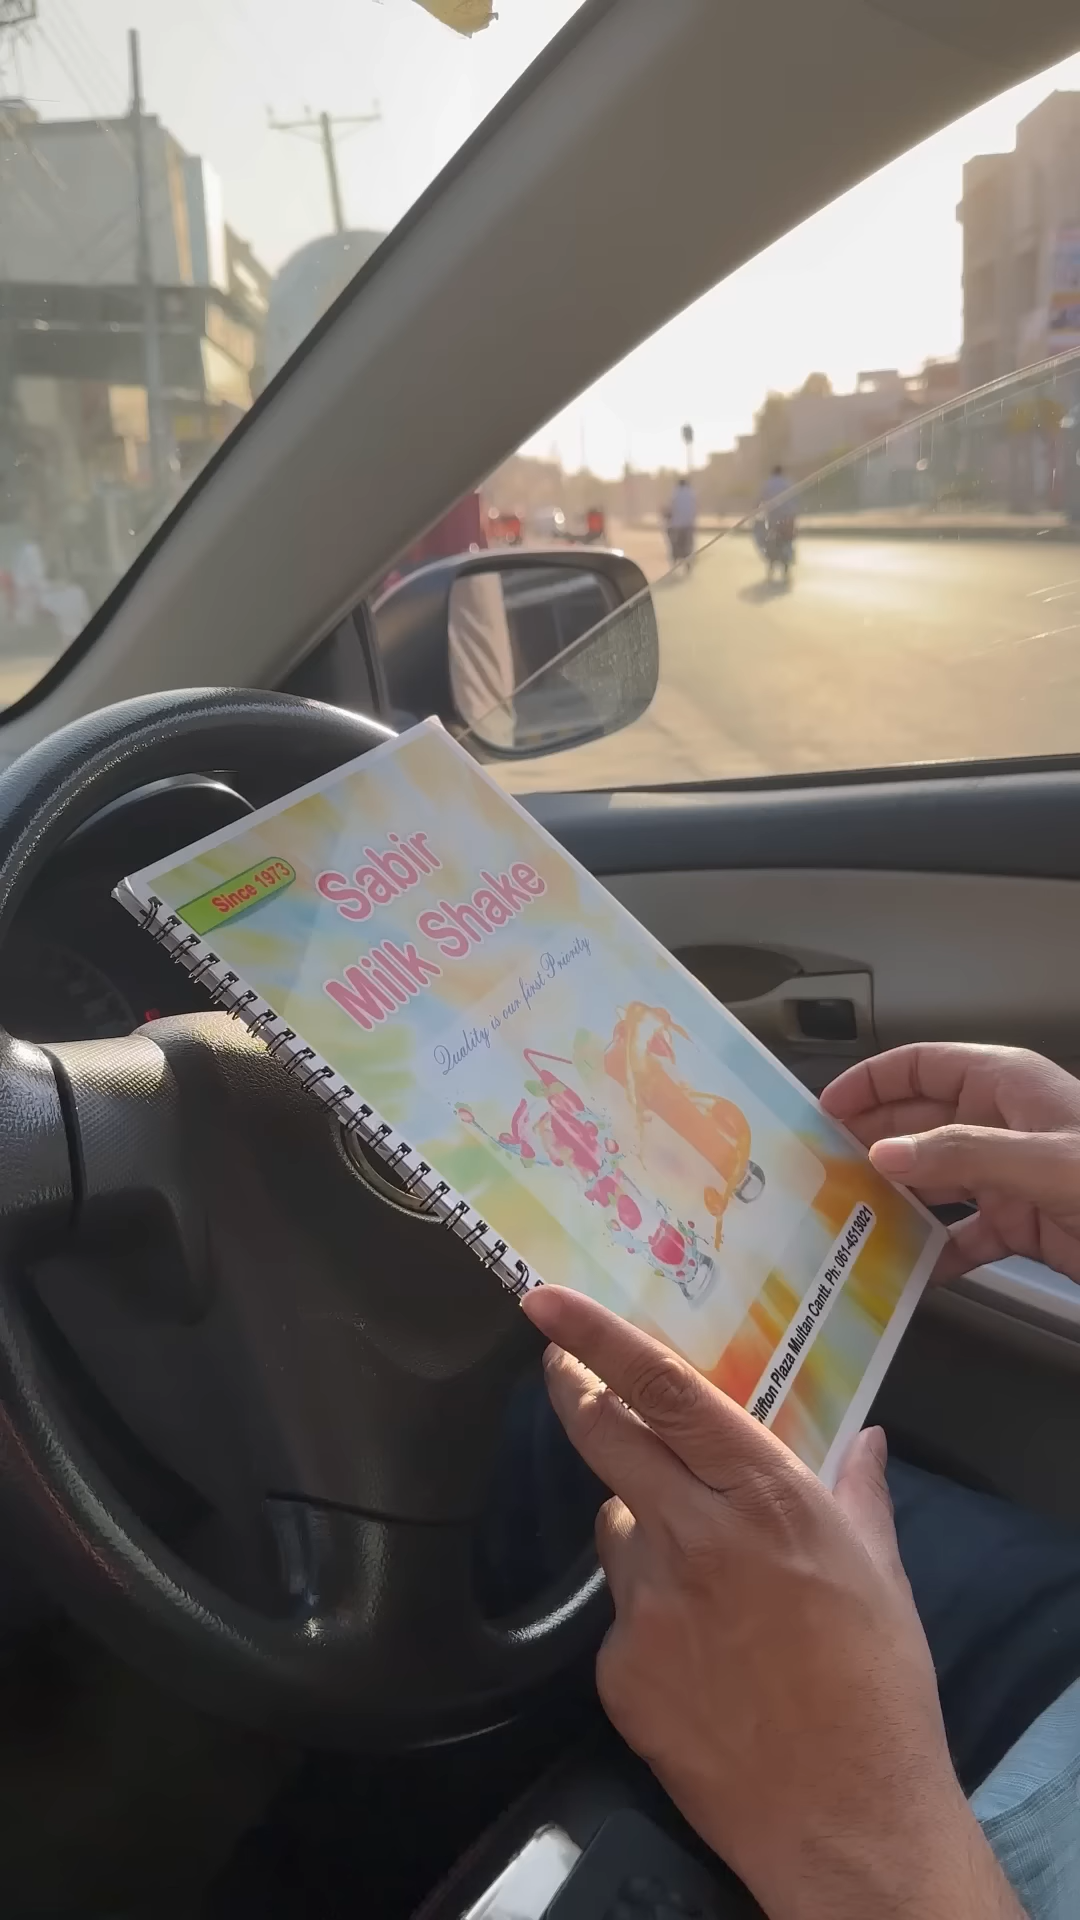 Since 1973
Sabir
Milk Shake
Quality is our first Priority
Clifton Plaza Multan Cantt. Ph: 061-4513021